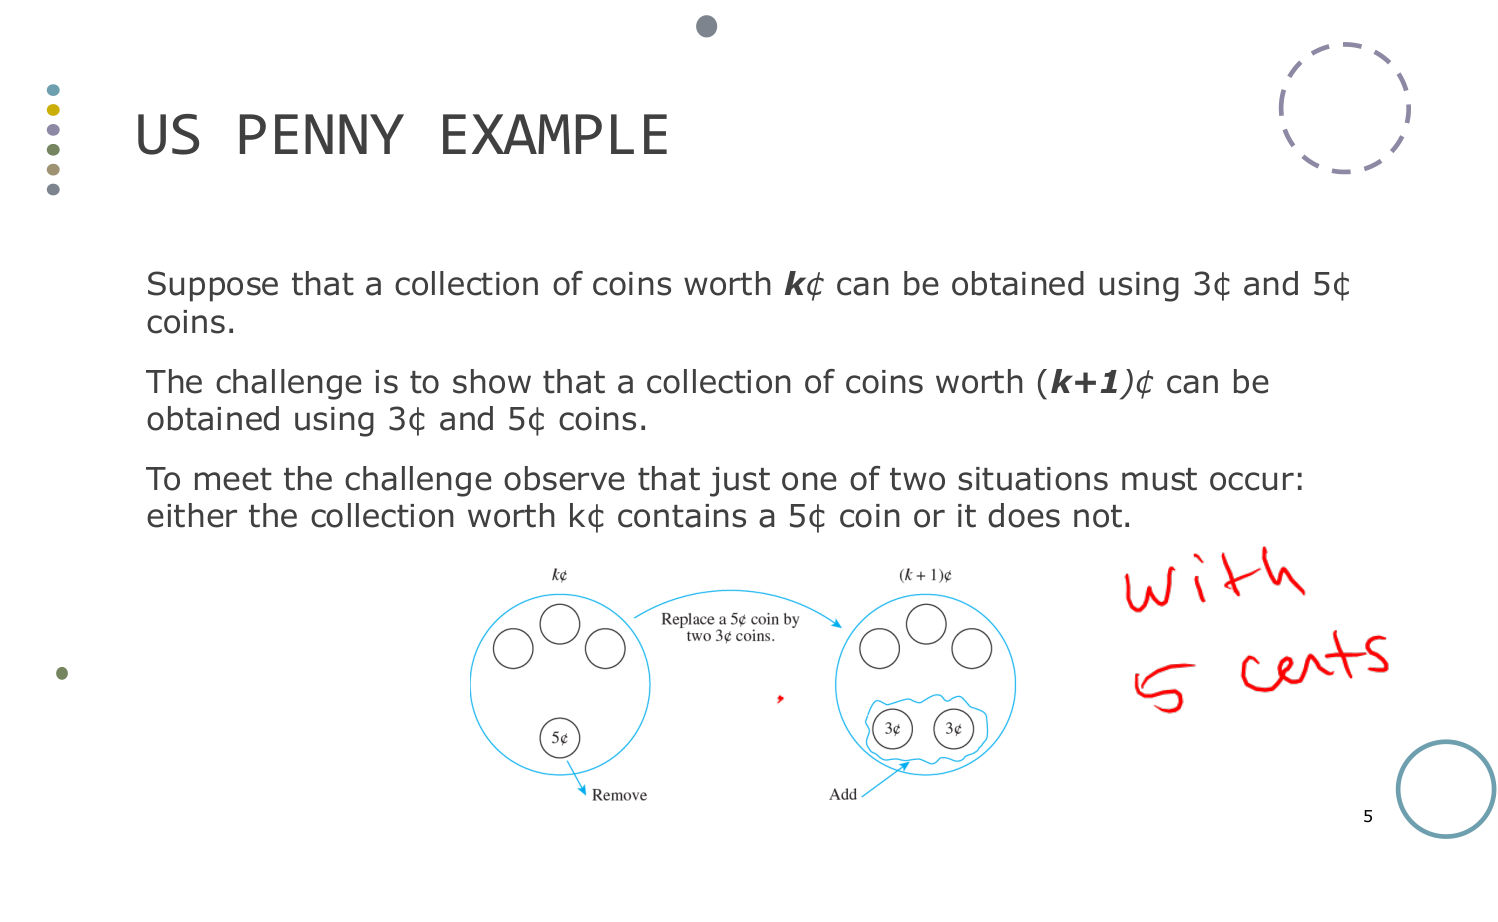 US PENNY EXAMPLE
Suppose that a collection of coins worth k¢ can be obtained using 3¢ and 5¢
coins.
The challenge is to show that a collection of coins worth (k+1)¢ can be
obtained using 3¢ and 5¢ coins.
To meet the challenge observe that just one of two situations must occur:
either the collection worth k¢ contains a 5¢ coin or it does not.
k¢
(k + 1)¢
Replace a 5¢ coin by
two 3¢ coins.
5¢
Remove
3¢
3¢
Add
with
5 cents
5